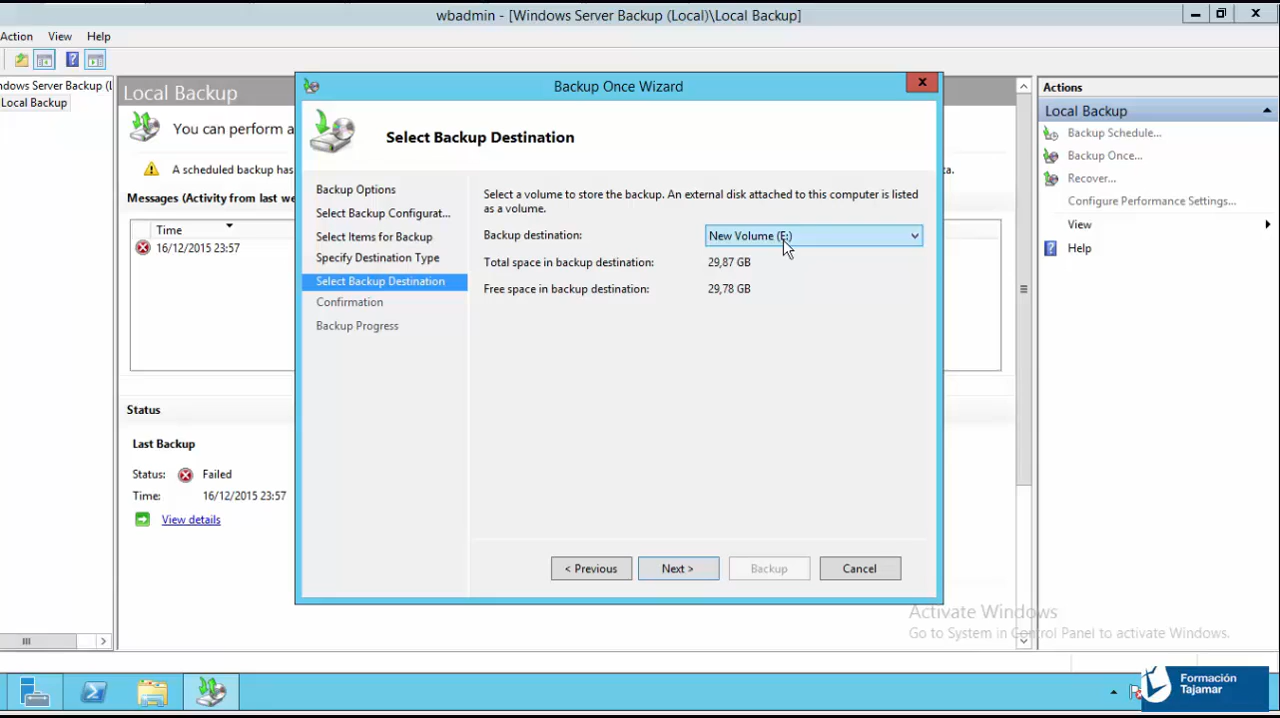 wbadmin - [Windows Server Backup (Local)\Local Backup]
Action View Help
ndows Server Backup (L
Local Backup
Local Backup
You can perform a
A scheduled backup has
ta.
Messages (Activity from last we
Time
16/12/2015 23:57
Status
Last Backup
Status: Failed
Time: 16/12/2015 23:57
View details
Backup Once Wizard
Select Backup Destination
Backup Options
Select Backup Configurat...
Select Items for Backup
Specify Destination Type
Select Backup Destination
Confirmation
Backup Progress
Select a volume to store the backup. An external disk attached to this computer is listed
as a volume.
Backup destination: New Volume (E:)
Total space in backup destination: 29,87 GB
Free space in backup destination: 29,78 GB
< Previous Next > Backup Cancel
Actions
Local Backup
Backup Schedule...
Backup Once...
Recover...
Configure Performance Settings...
View
Help
Activate Windows
Go to System in Control Panel to activate Windows.
Formación
Tajamar